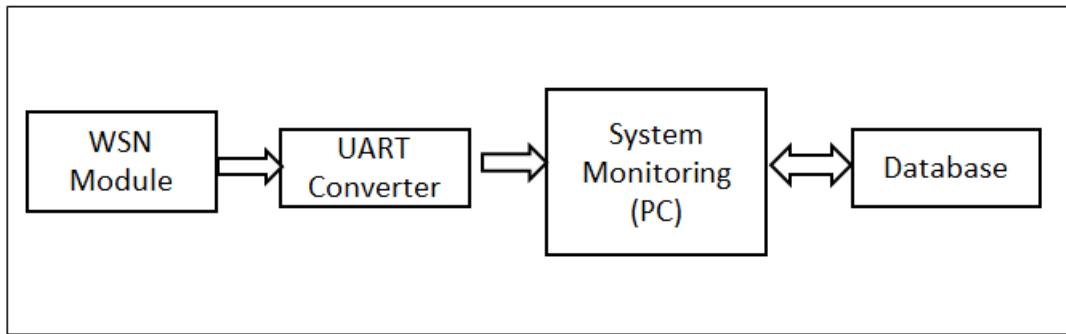 WSN
Module
UART
Converter
System
Monitoring
(PC)
Database